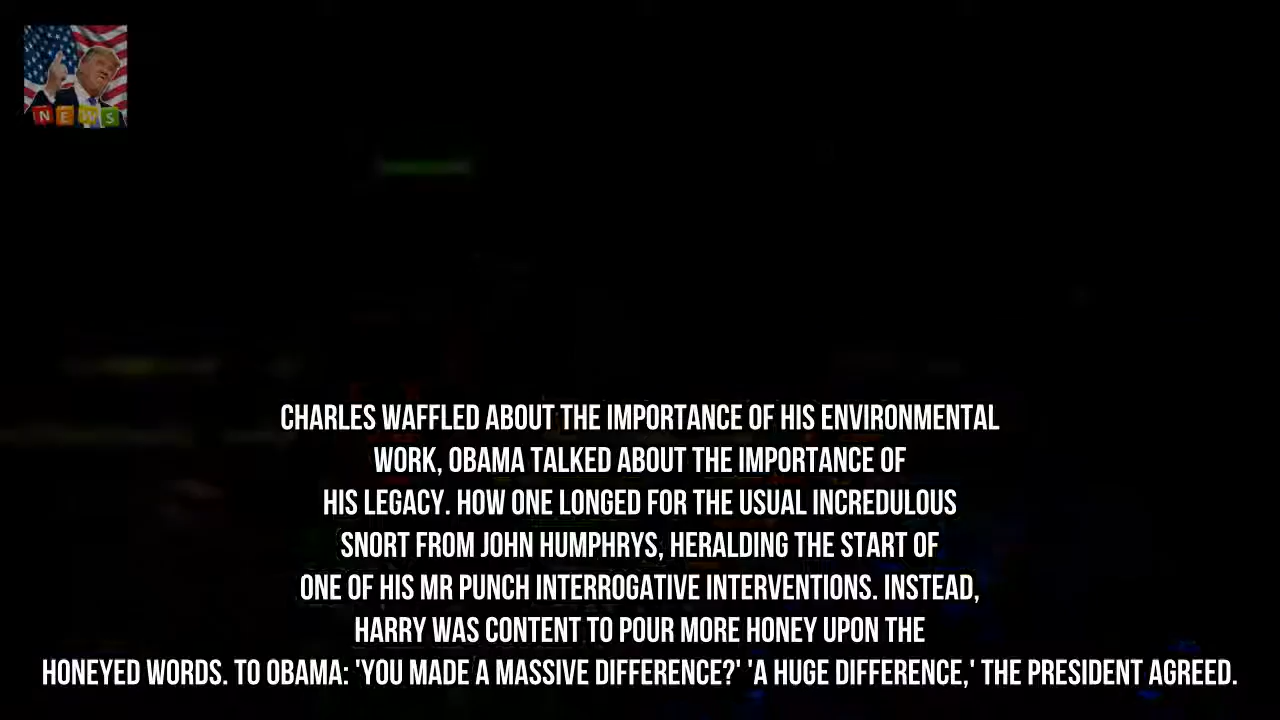 NEWS
CHARLES WAFFLED ABOUT THE IMPORTANCE OF HIS ENVIRONMENTAL
WORK, OBAMA TALKED ABOUT THE IMPORTANCE OF
HIS LEGACY. HOW ONE LONGED FOR THE USUAL INCREDULOUS
SNORT FROM JOHN HUMPHRYS, HERALDING THE START OF
ONE OF HIS MR PUNCH INTERROGATIVE INTERVENTIONS. INSTEAD,
HARRY WAS CONTENT TO POUR MORE HONEY UPON THE
HONEYED WORDS. TO OBAMA: 'YOU MADE A MASSIVE DIFFERENCE?' 'A HUGE DIFFERENCE,' THE PRESIDENT AGREED.